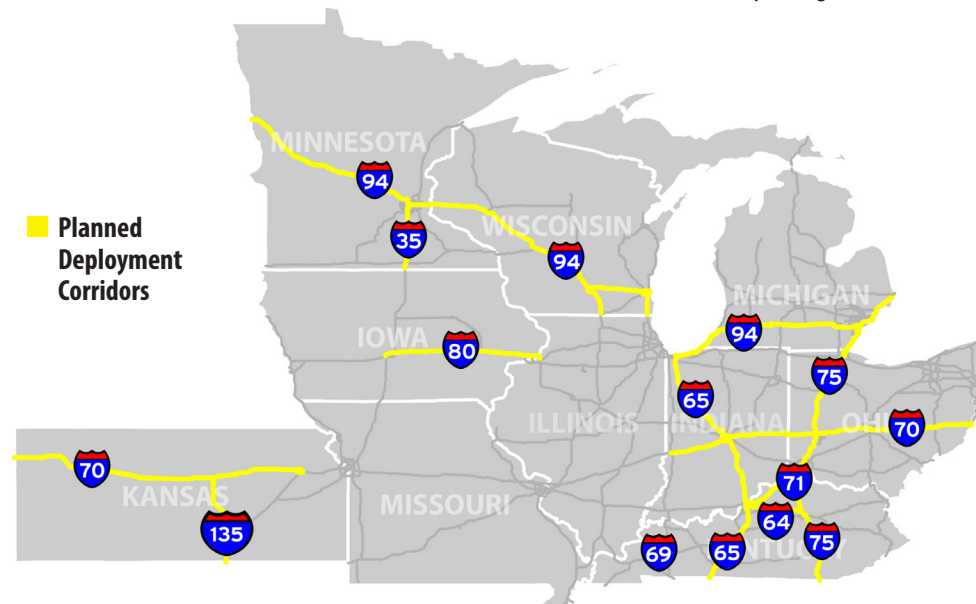 MINNESOTA
94
35
WISCONSIN
94
Planned
Deployment
Corridors
MICHIGAN
94
IOWA
80
75
65
ILLINOIS
INDIANA
70
70
KANSAS
71
MISSOURI
64
135
69
65
75